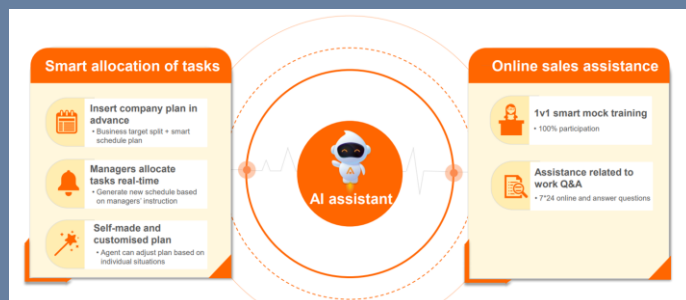 Smart allocation of tasks
Insert company plan in
advance
• Business target split + smart
schedule plan
Managers allocate
tasks real-time
• Generate new schedule based
on managers' instruction
Self-made and
customised plan
• Agent can adjust plan based on
individual situations
AI assistant
Online sales assistance
1v1 smart mock training
• 100% participation
Assistance related to
work Q&A
• 7*24 online and answer questions